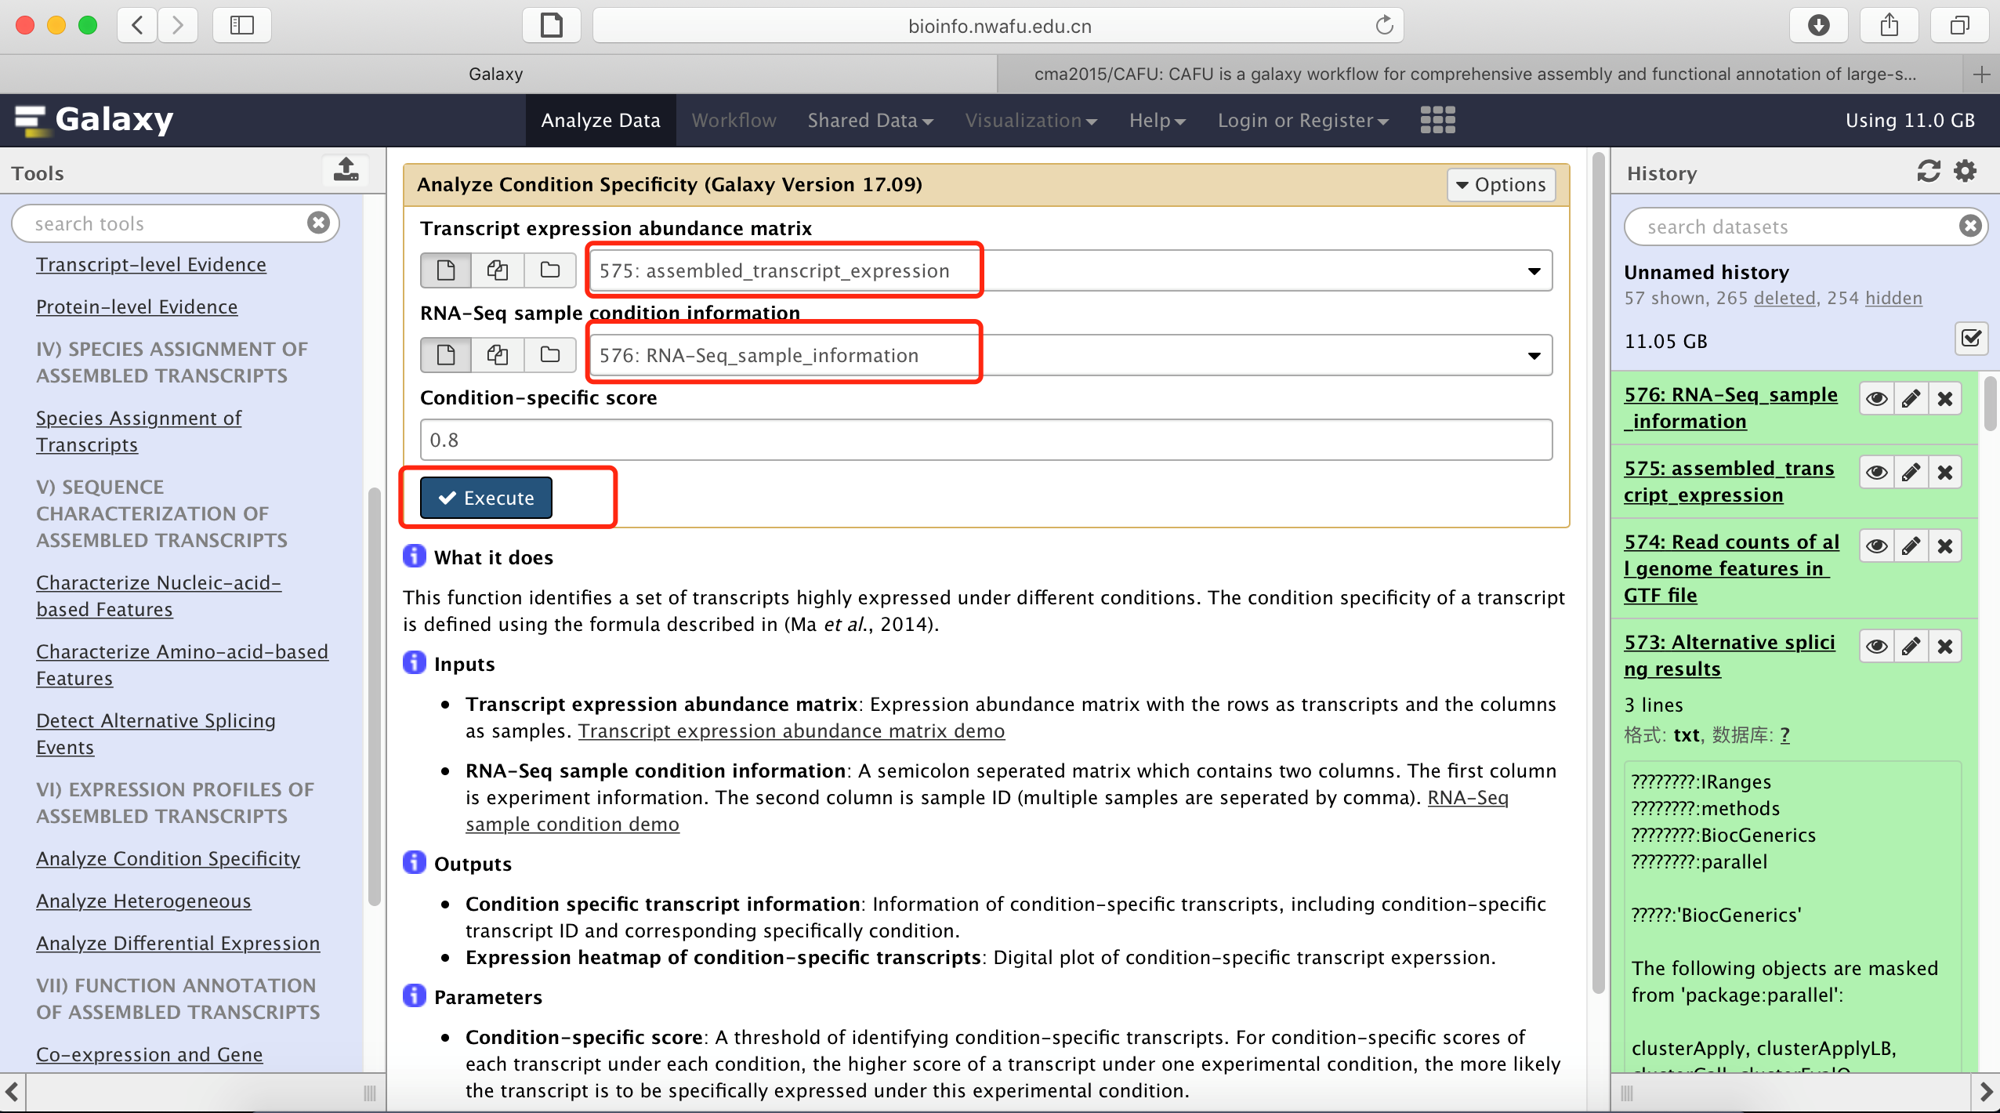 bioinfo.nwafu.edu.cn
Galaxy
cma2015/CAFU: CAFU is a galaxy workflow for comprehensive assembly and functional annotation of large-s...
Galaxy
Analyze Data
Workflow
Shared Data
Visualization
Help
Login or Register
Using 11.0 GB
Tools
search tools
Transcript-level Evidence
Protein-level Evidence
IV) SPECIES ASSIGNMENT OF
ASSEMBLED TRANSCRIPTS
Species Assignment of
Transcripts
V) SEQUENCE
CHARACTERIZATION OF
ASSEMBLED TRANSCRIPTS
Characterize Nucleic-acid-
based Features
Characterize Amino-acid-based
Features
Detect Alternative Splicing
Events
VI) EXPRESSION PROFILES OF
ASSEMBLED TRANSCRIPTS
Analyze Condition Specificity
Analyze Heterogeneous
Analyze Differential Expression
VII) FUNCTION ANNOTATION
OF ASSEMBLED TRANSCRIPTS
Co-expression and Gene
Analyze Condition Specificity (Galaxy Version 17.09)
Options
Transcript expression abundance matrix
575: assembled_transcript_expression
RNA-Seq sample condition information
576: RNA-Seq_sample_information
Condition-specific score
0.8
Execute
What it does
This function identifies a set of transcripts highly expressed under different conditions. The condition specificity of a transcript
is defined using the formula described in (Ma et al., 2014).
Inputs
• Transcript expression abundance matrix: Expression abundance matrix with the rows as transcripts and the columns
as samples. Transcript expression abundance matrix demo
• RNA-Seq sample condition information: A semicolon seperated matrix which contains two columns. The first column
is experiment information. The second column is sample ID (multiple samples are seperated by comma). RNA-Seq
sample condition demo
Outputs
• Condition specific transcript information: Information of condition-specific transcripts, including condition-specific
transcript ID and corresponding specifically condition.
• Expression heatmap of condition-specific transcripts: Digital plot of condition-specific transcript experssion.
Parameters
• Condition-specific score: A threshold of identifying condition-specific transcripts. For condition-specific scores of
each transcript under each condition, the higher score of a transcript under one experimental condition, the more likely
the transcript is to be specifically expressed under this experimental condition.
History
search datasets
Unnamed history
57 shown, 265 deleted, 254 hidden
11.05 GB
576: RNA-Seq_sample
_information
575: assembled_trans
cript_expression
574: Read counts of al
l genome features in
GTF file
573: Alternative splici
ng results
3 lines
格式: txt, 数据库: ?
????????:IRanges
????????:methods
????????:BiocGenerics
????????:parallel
?????:'BiocGenerics'
The following objects are masked
from 'package:parallel':
clusterApply, clusterApplyLB,